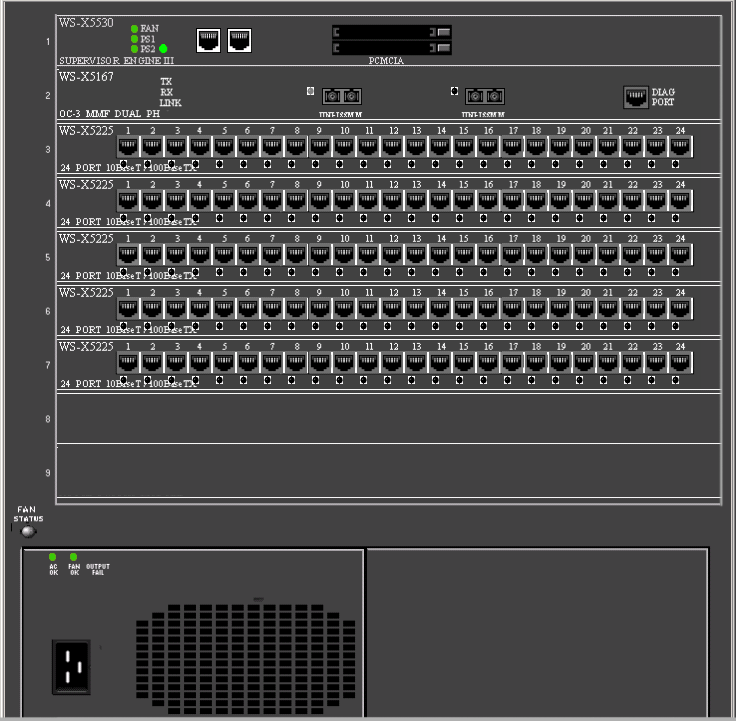 WS-X5530
FAN
PS1
PS2
1
SUPERVISOR ENGINE III
PCMCIA
WS-X5167
TX
RX
LINK
2
DIAG
PORT
OC-3 MMF DUAL PH
WS-X5225
1 2 3 4 5 6 7 8 9 10 11 12 13 14 15 16 17 18 19 20 21 22 23 24
3
24 PORT 10BaseT / 100BaseTX
WS-X5225
1 2 3 4 5 6 7 8 9 10 11 12 13 14 15 16 17 18 19 20 21 22 23 24
4
24 PORT 10BaseT / 100BaseTX
WS-X5225
1 2 3 4 5 6 7 8 9 10 11 12 13 14 15 16 17 18 19 20 21 22 23 24
5
24 PORT 10BaseT / 100BaseTX
WS-X5225
1 2 3 4 5 6 7 8 9 10 11 12 13 14 15 16 17 18 19 20 21 22 23 24
6
24 PORT 10BaseT / 100BaseTX
WS-X5225
1 2 3 4 5 6 7 8 9 10 11 12 13 14 15 16 17 18 19 20 21 22 23 24
7
24 PORT 10BaseT / 100BaseTX
8
9
FAN
STATUS
AC
OK
FAN
OK
OUTPUT
FAIL